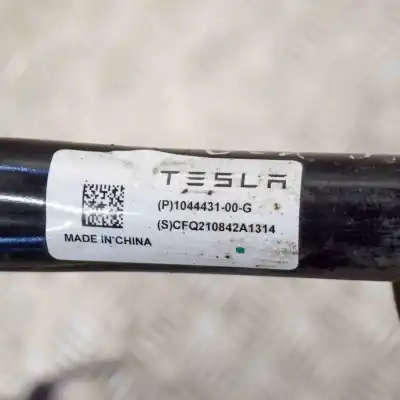 TESLA
(P)1044431-00-G
(S)CFQ210842A1314
MADE IN CHINA